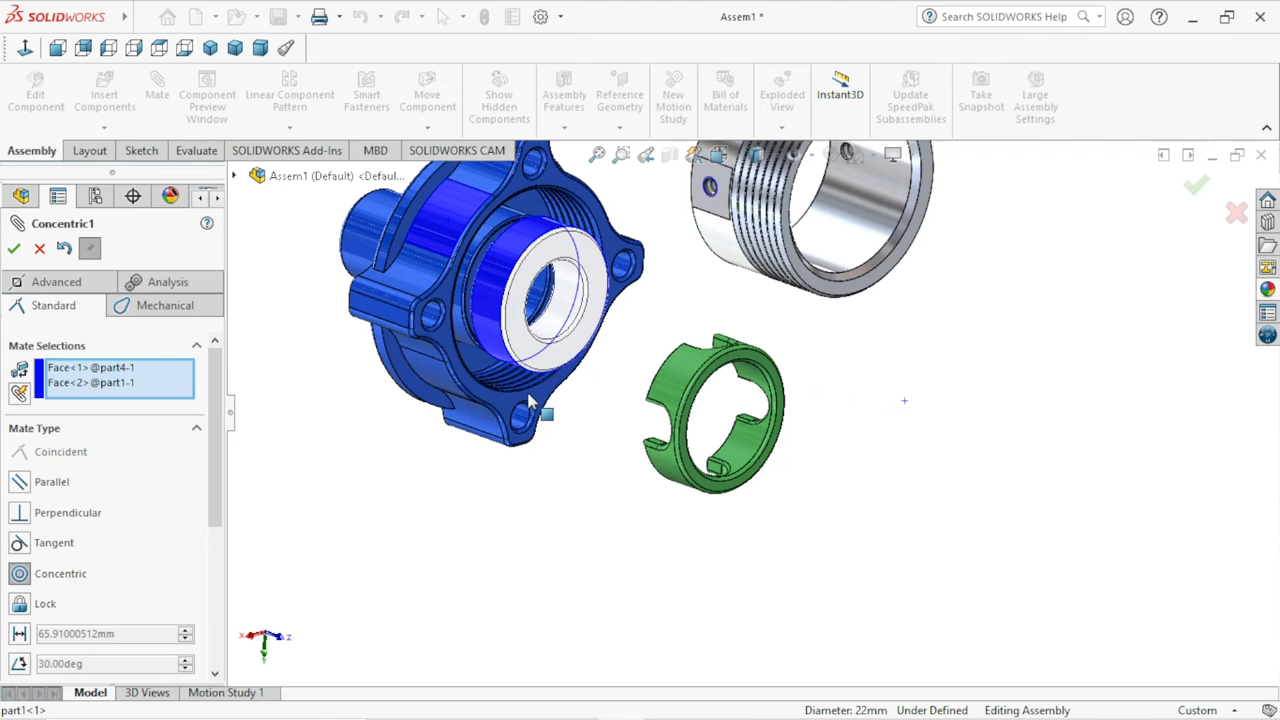 SOLIDWORKS
Assem1 *
Search SOLIDWORKS Help
Edit Component
Insert Components
Mate
Component Preview Window
Linear Component Pattern
Smart Fasteners
Move Component
Show Hidden Components
Assembly Features
Reference Geometry
New Motion Study
Bill of Materials
Exploded View
Instant3D
Update SpeedPak Subassemblies
Take Snapshot
Large Assembly Settings
Assembly
Layout
Sketch
Evaluate
SOLIDWORKS Add-Ins
MBD
SOLIDWORKS CAM
Assem1 (Default) <Defaul...
Concentric1
Advanced
Analysis
Standard
Mechanical
Mate Selections
Face<1>@part4-1
Face<2>@part1-1
Mate Type
Coincident
Parallel
Perpendicular
Tangent
Concentric
Lock
65.91000512mm
30.00deg
x
z
Y
Model
3D Views
Motion Study 1
part1<1>
Diameter: 22mm
Under Defined
Editing Assembly
Custom